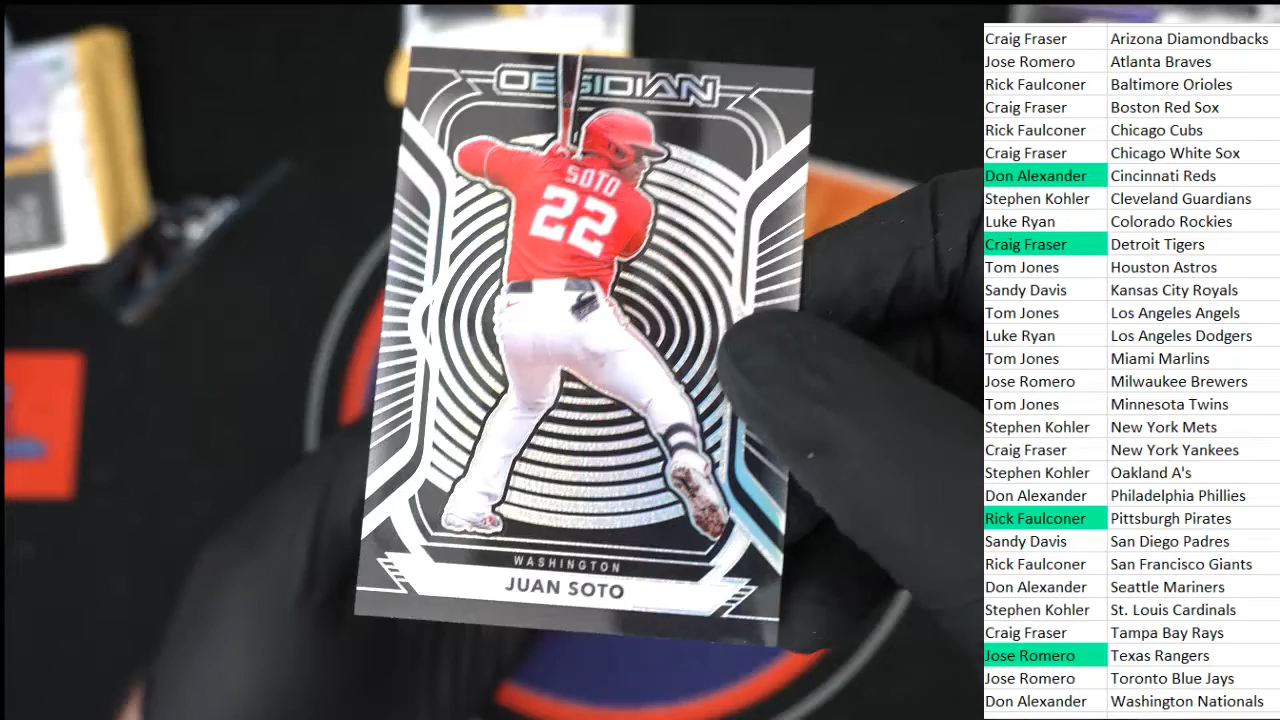 OBSIDIAN
SOTO
22
WASHINGTON
JUAN SOTO
Craig Fraser Arizona Diamondbacks
Jose Romero Atlanta Braves
Rick Faulconer Baltimore Orioles
Craig Fraser Boston Red Sox
Rick Faulconer Chicago Cubs
Craig Fraser Chicago White Sox
Don Alexander Cincinnati Reds
Stephen Kohler Cleveland Guardians
Luke Ryan Colorado Rockies
Craig Fraser Detroit Tigers
Tom Jones Houston Astros
Sandy Davis Kansas City Royals
Tom Jones Los Angeles Angels
Luke Ryan Los Angeles Dodgers
Tom Jones Miami Marlins
Jose Romero Milwaukee Brewers
Tom Jones Minnesota Twins
Stephen Kohler New York Mets
Craig Fraser New York Yankees
Stephen Kohler Oakland A's
Don Alexander Philadelphia Phillies
Rick Faulconer Pittsburgh Pirates
Sandy Davis San Diego Padres
Rick Faulconer San Francisco Giants
Don Alexander Seattle Mariners
Stephen Kohler St. Louis Cardinals
Craig Fraser Tampa Bay Rays
Jose Romero Texas Rangers
Jose Romero Toronto Blue Jays
Don Alexander Washington Nationals